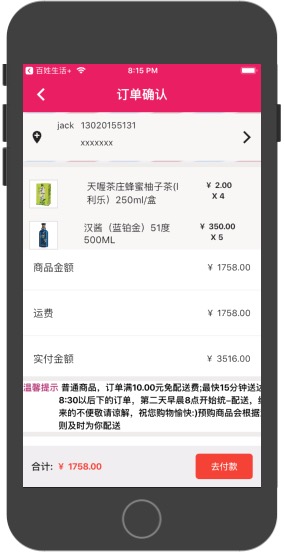 百姓生活+ 8:15 PM
订单确认
jack 13020155131
xxxxxxx
天喔茶庄蜂蜜柚子茶(I
利乐）250ml/盒
¥ 2.00
X 4
汉酱（蓝铂金）51度
500ML
¥ 350.00
X 5
商品金额 ¥ 1758.00
运费 ¥ 1758.00
实付金额 ¥ 3516.00
温馨提示 普通商品，订单满10.00元免配送费;最快15分钟送达
8:30以后下的订单，第二天早晨8点开始统一配送，给
来的不便敬请谅解，祝您购物愉快:)预购商品会根据
则及时为你配送
合计: ¥ 1758.00 去付款